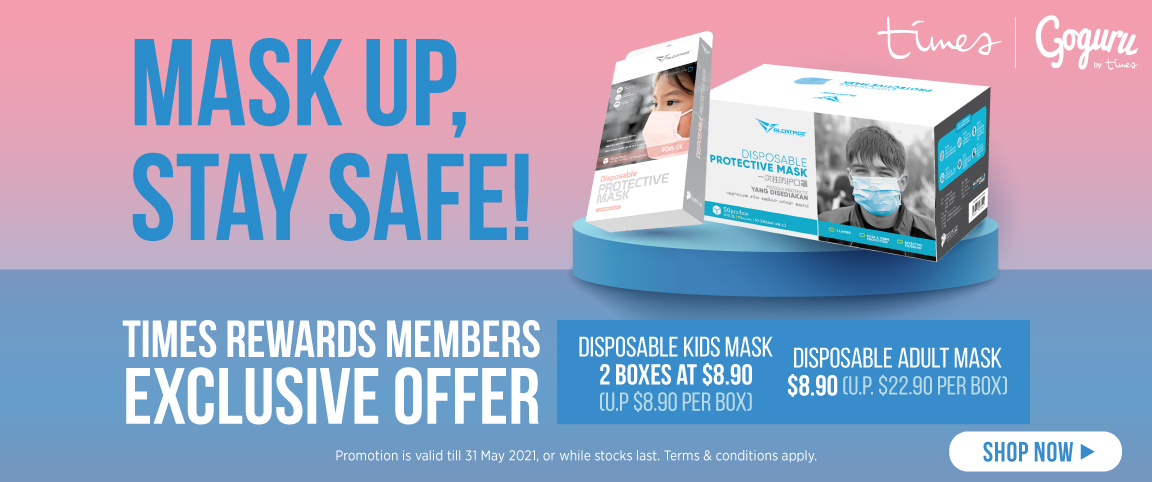 MASK UP,
STAY SAFE!
times
Goguru
by times
ALCATROZ
DISPOSABLE
PROTECTIVE MASK
YANG DISEDIAKAN
50pcs/box
Disposable
PROTECTIVE
MASK
TIMES REWARDS MEMBERS
EXCLUSIVE OFFER
DISPOSABLE KIDS MASK
2 BOXES AT $8.90
(U.P $8.90 PER BOX)
DISPOSABLE ADULT MASK
$8.90 (U.P. $22.90 PER BOX)
Promotion is valid till 31 May 2021, or while stocks last. Terms & conditions apply.
SHOP NOW